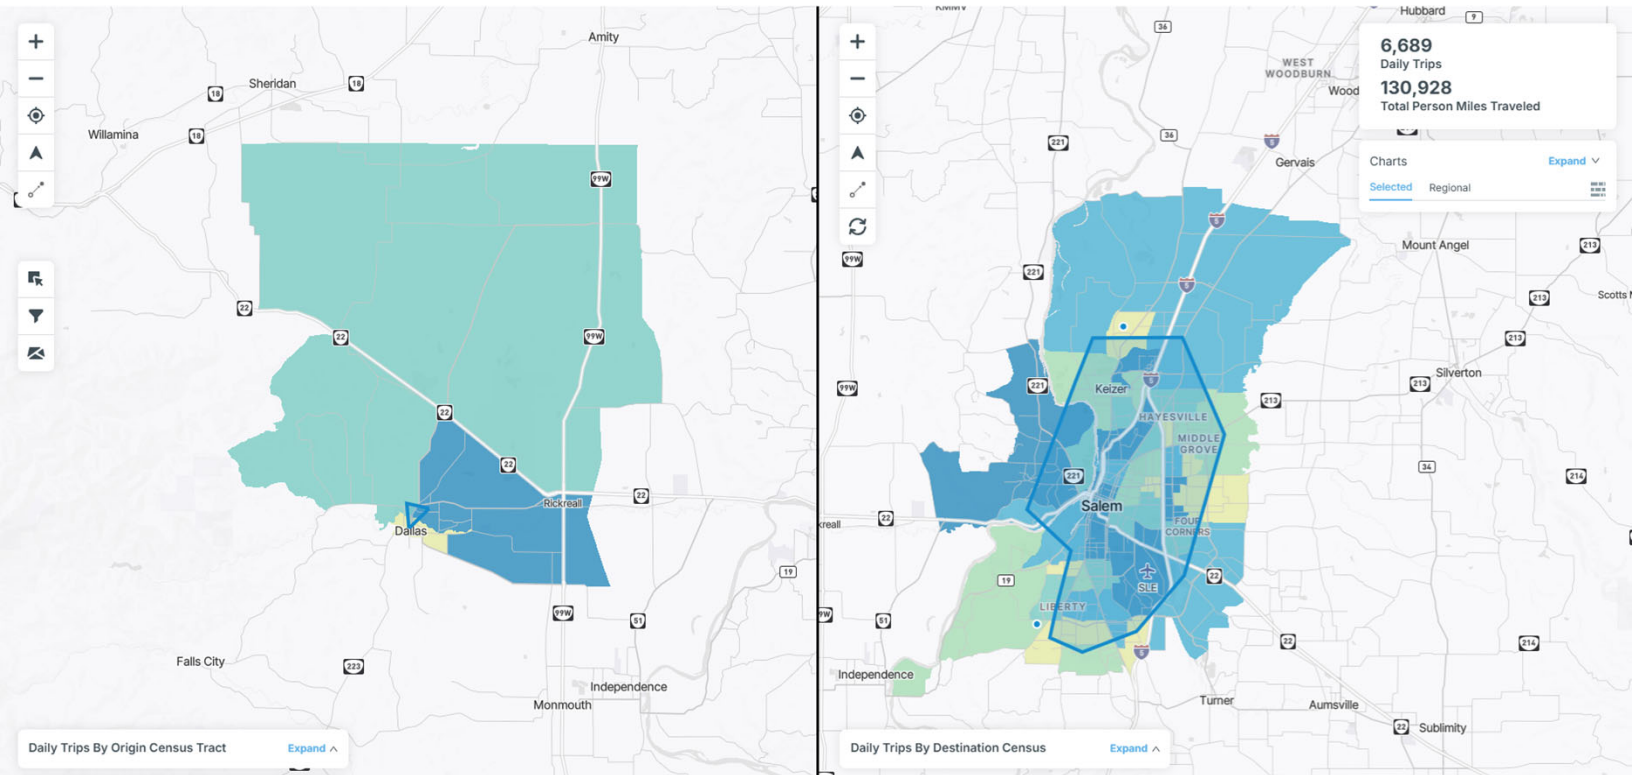 Amity
Sheridan
18
18
Willamina
18
99W
22
22
99W
22
22
Rickreall
22
Dallas
19
99W
51
Falls City
223
Independence
Monmouth
Daily Trips By Origin Census Tract
Expand
Hubbard
9
36
6,689
Daily Trips
WEST
WOODBURN
130,928
Total Person Miles Traveled
Wood
36
221
5
Gervais
Charts
Expand
Selected
Regional
5
Mount Angel
213
99W
221
5
213
Scotts
213
221
5
Silverton
99W
Keizer
213
213
HAYESVILLE
MIDDLE
GROVE
34
221
214
Salem
22
kreall
FOUR
CORNERS
19
SLE
22
LIBERTY
9W
51
22
214
5
Independence
Turner
Aumsville
22
Sublimity
Daily Trips By Destination Census
Expand